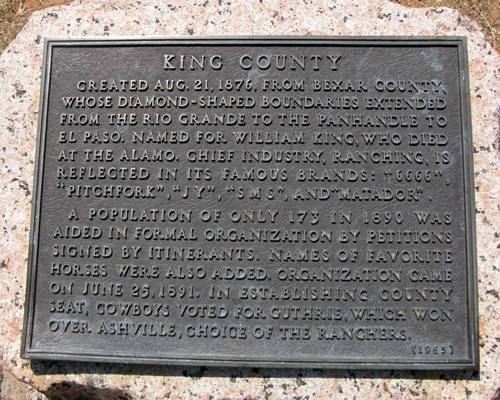 KING COUNTY
CREATED AUG. 21, 1876, FROM BEXAR COUNTY,
WHOSE DIAMOND-SHAPED BOUNDARIES EXTENDED
FROM THE RIO GRANDE TO THE PANHANDLE TO
EL PASO. NAMED FOR WILLIAM KING, WHO DIED
AT THE ALAMO. CHIEF INDUSTRY, RANCHING, IS
REFLECTED IN ITS FAMOUS BRANDS: "6666",
"PITCHFORK", "J Y", "S M S", AND "MATADOR".
A POPULATION OF ONLY 173 IN 1890 WAS
AIDED IN FORMAL ORGANIZATION BY PETITIONS
SIGNED BY ITINERANTS. NAMES OF FAVORITE
HORSES WERE ALSO ADDED. ORGANIZATION CAME
ON JUNE 25, 1891. IN ESTABLISHING COUNTY
SEAT, COWBOYS VOTED FOR GUTHRIE, WHICH WON
OVER ASHVILLE, CHOICE OF THE RANCHERS.
(1965)